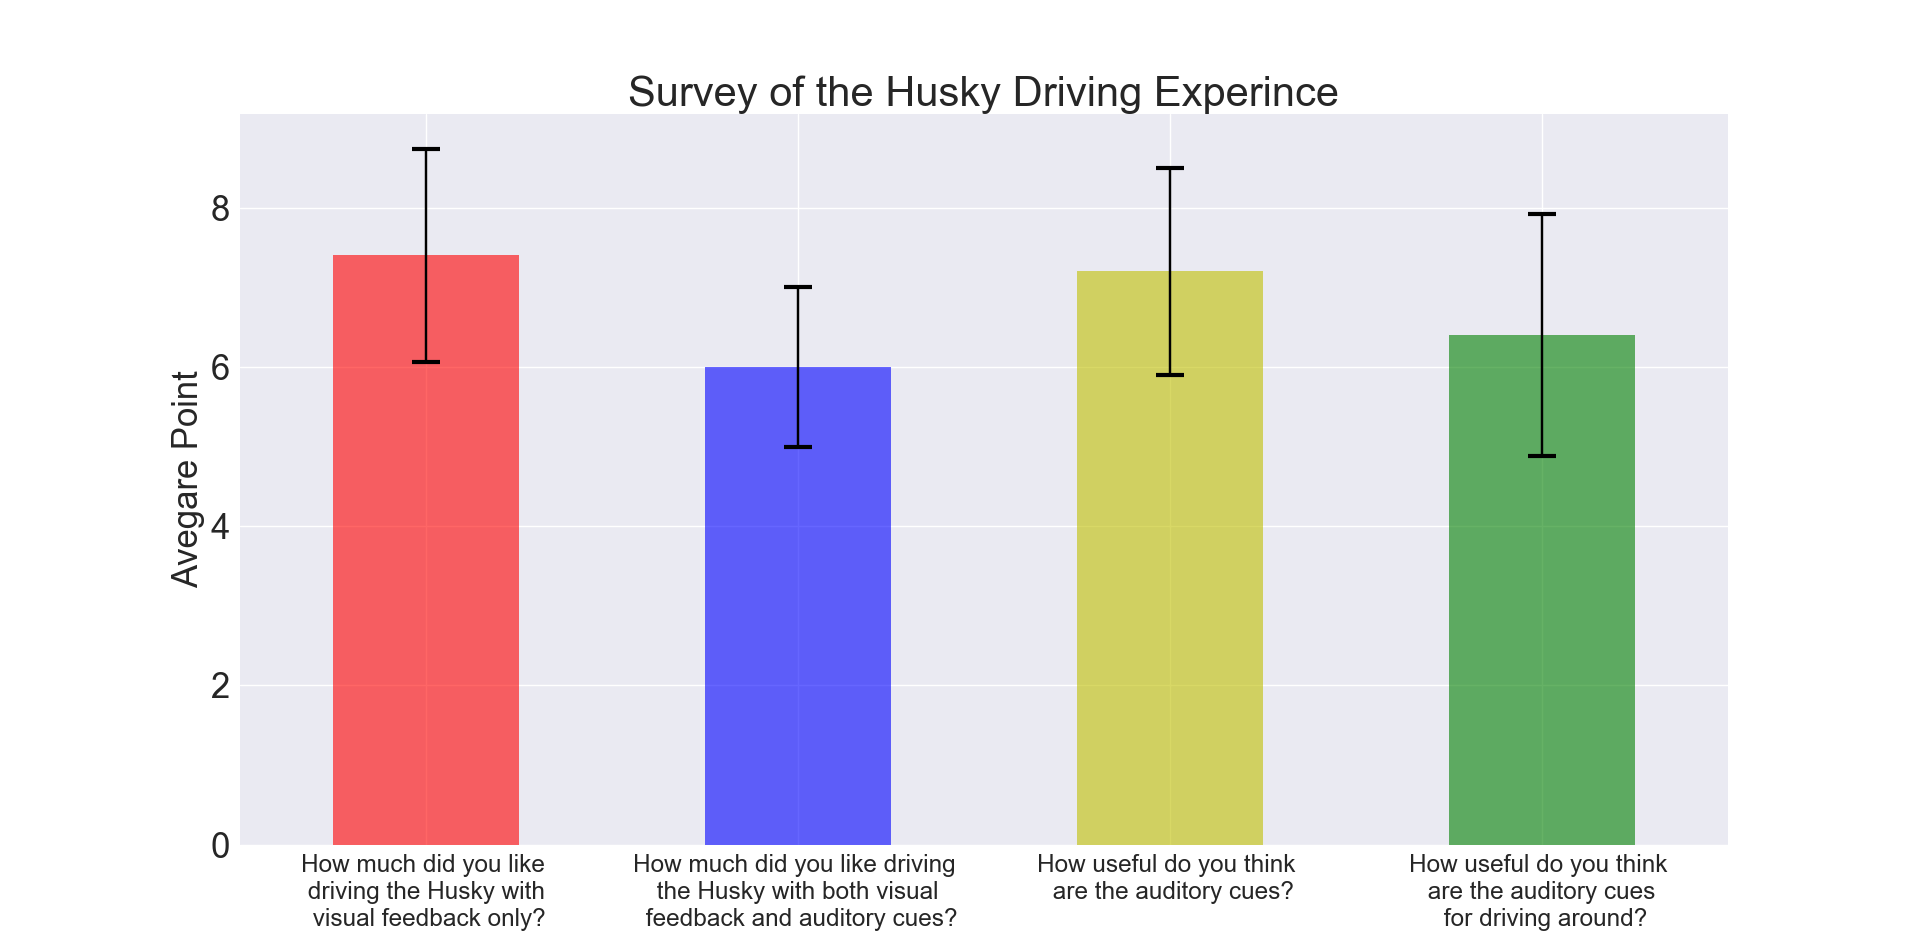 Survey of the Husky Driving Experince
Avegare Point
8
6
4
2
0
How much did you like
driving the Husky with
visual feedback only?
How much did you like driving
the Husky with both visual
feedback and auditory cues?
How useful do you think
are the auditory cues?
How useful do you think
are the auditory cues
for driving around?